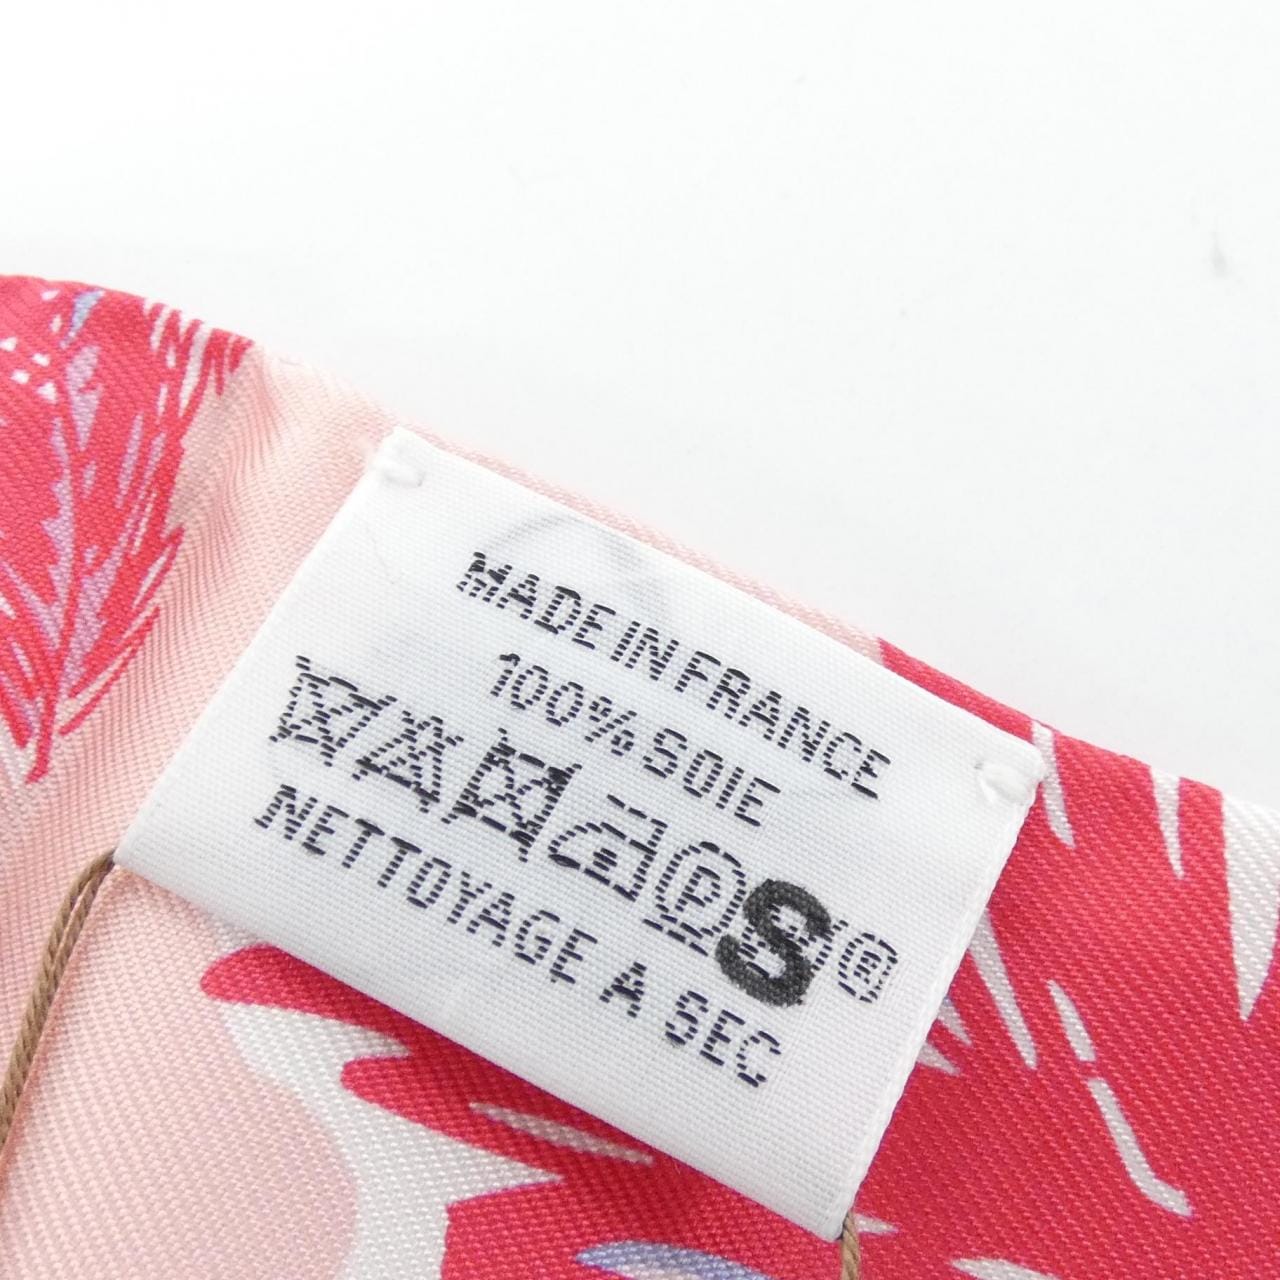 MADE IN FRANCE
100% SOIE
P S ®
NETTOYAGE A SEC